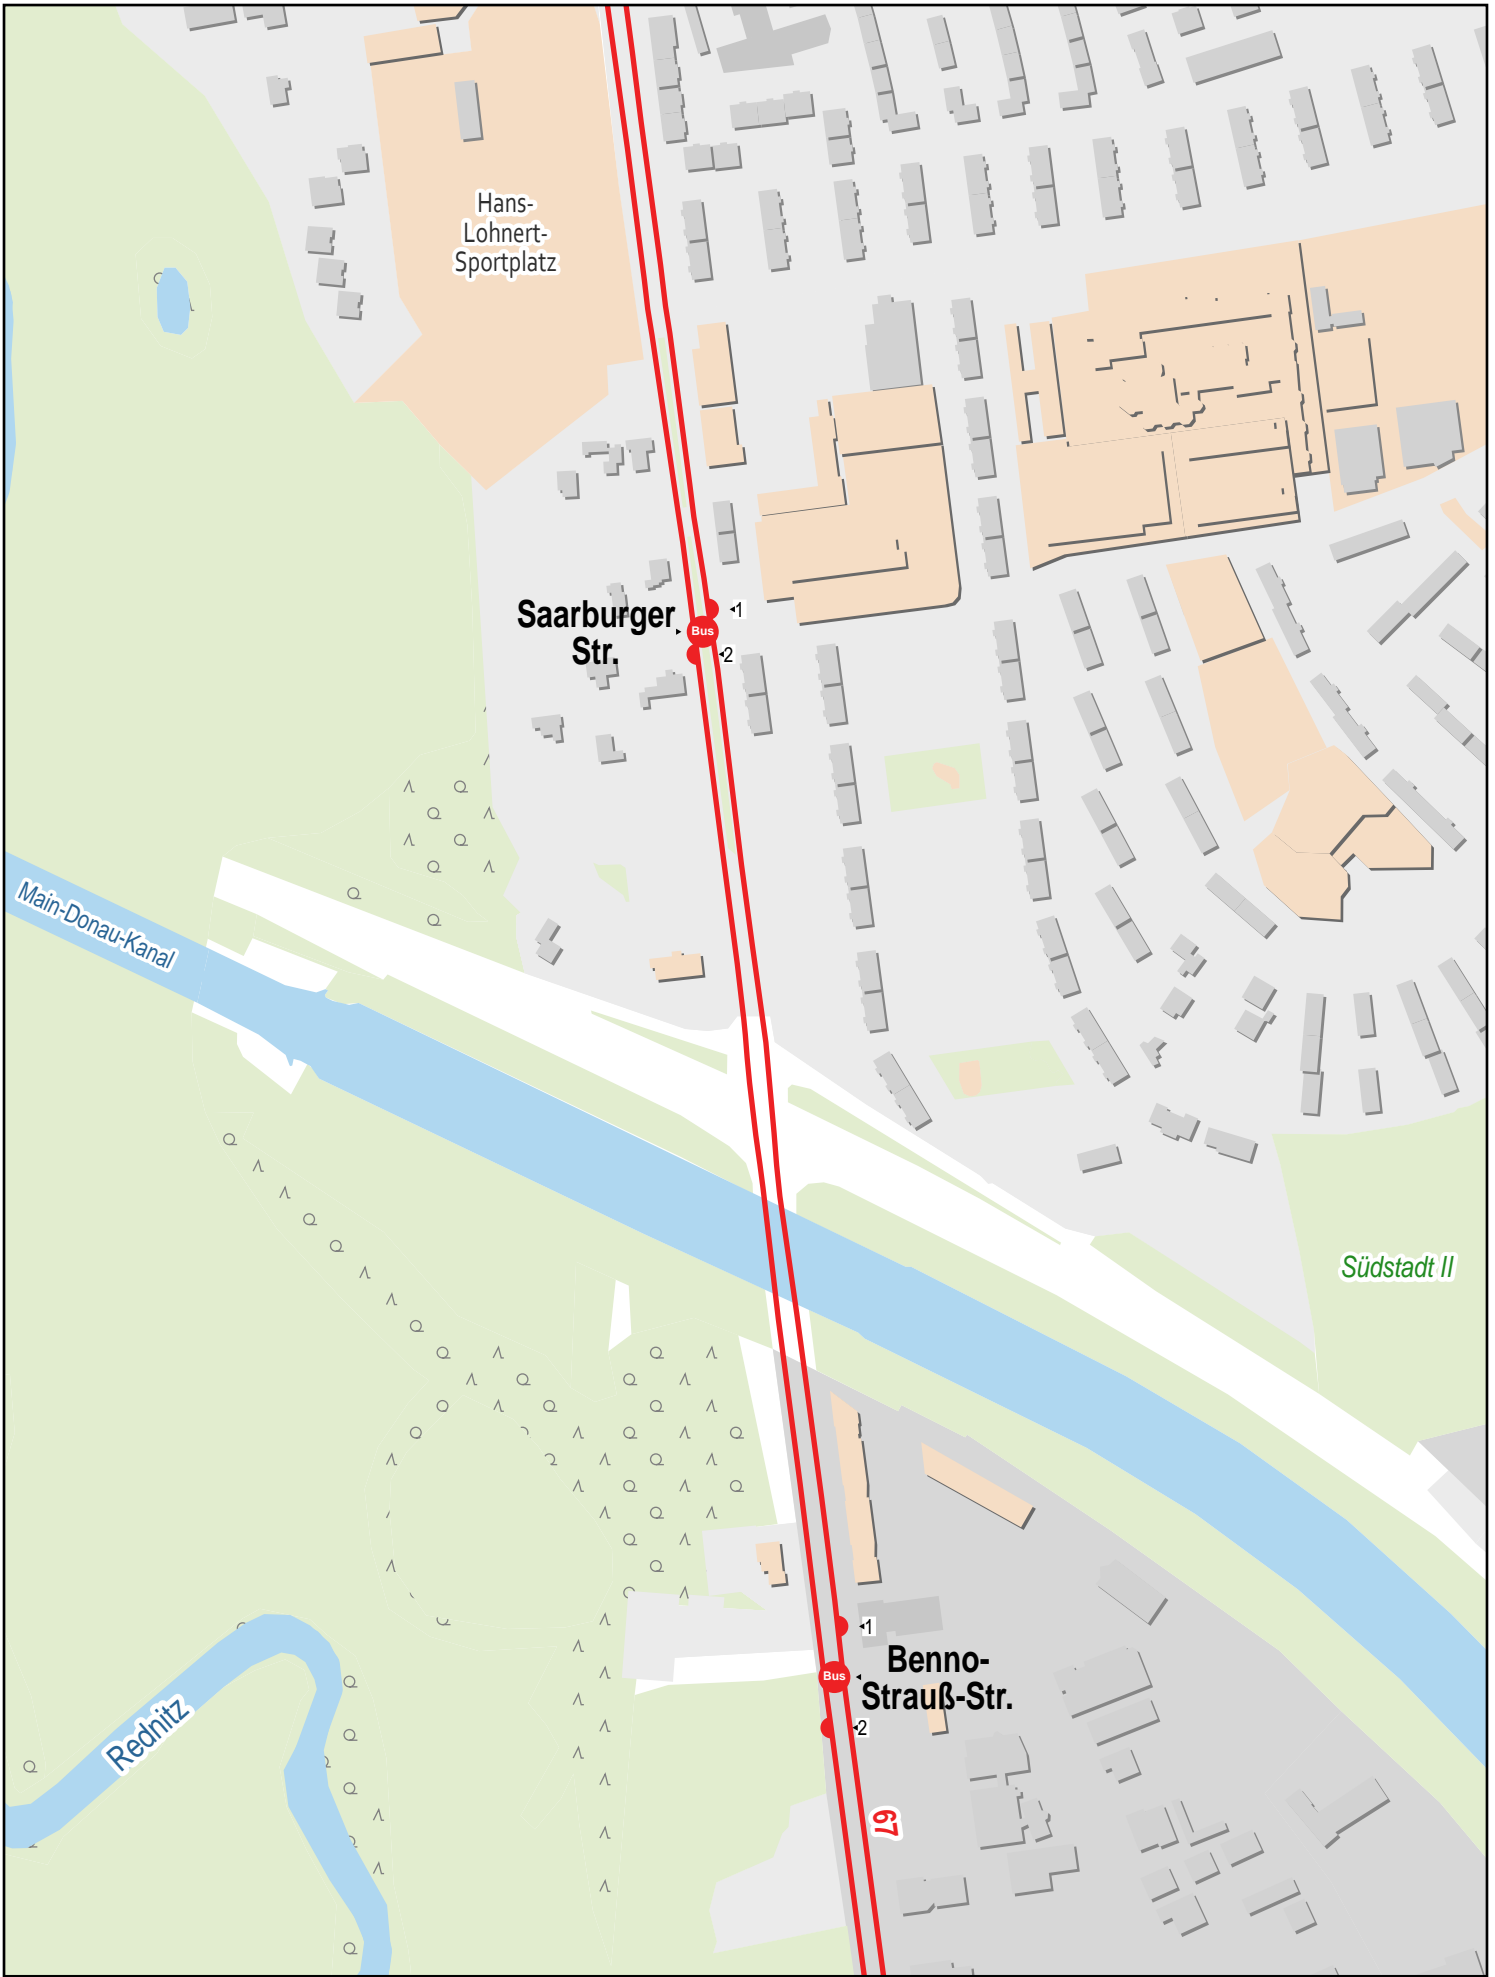 Hans-
Lohnert-
Sportplatz
Saarburger
Str.
Bus
1
2
Main-Donau-Kanal
Südstadt II
1
Benno-
Strauß-Str.
Bus
2
Rednitz
67